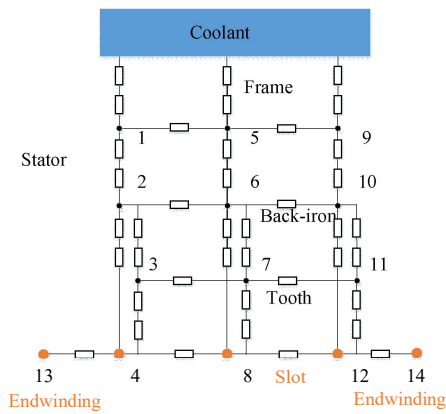 Coolant
Frame
1 5 9
Stator
2 6 10
Back-iron
3 7 11
Tooth
13 4 8 Slot 12 14
Endwinding Endwinding